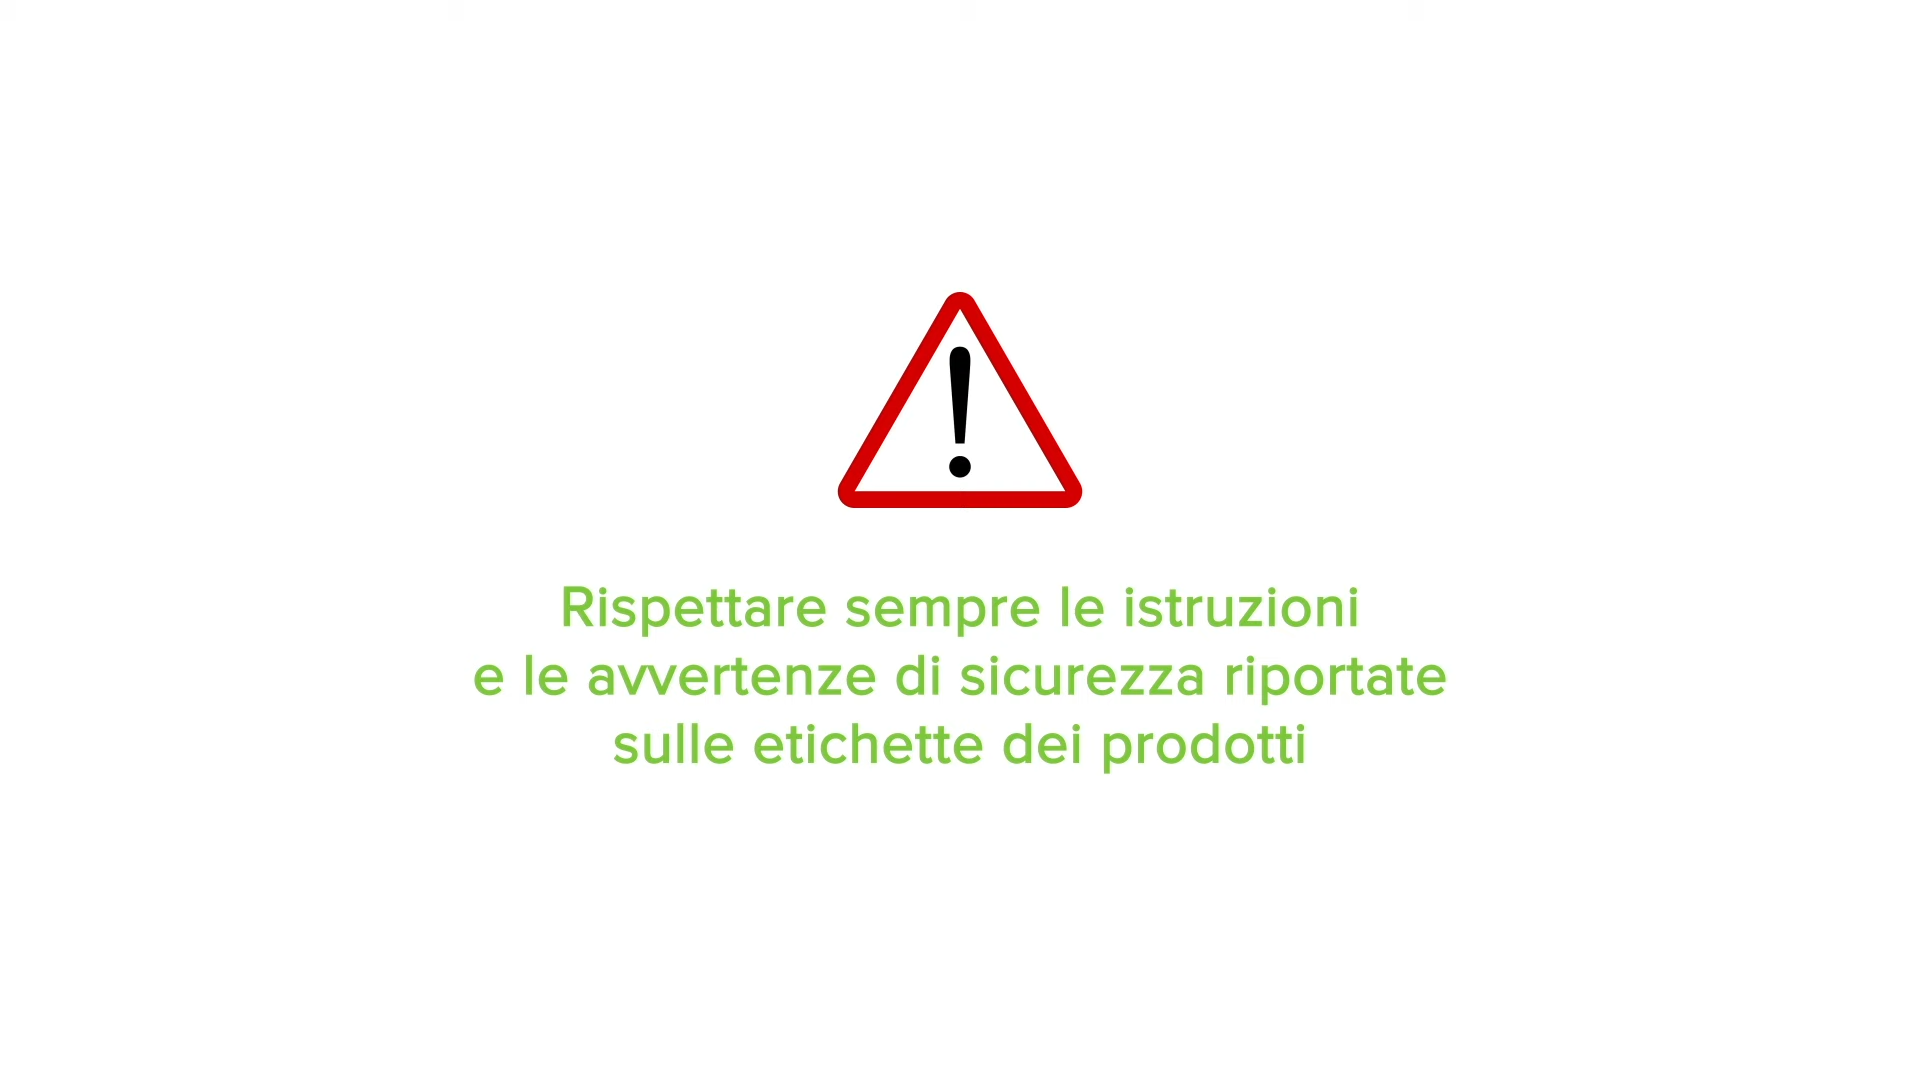 Rispettare sempre le istruzioni
e le avvertenze di sicurezza riportate
sulle etichette dei prodotti